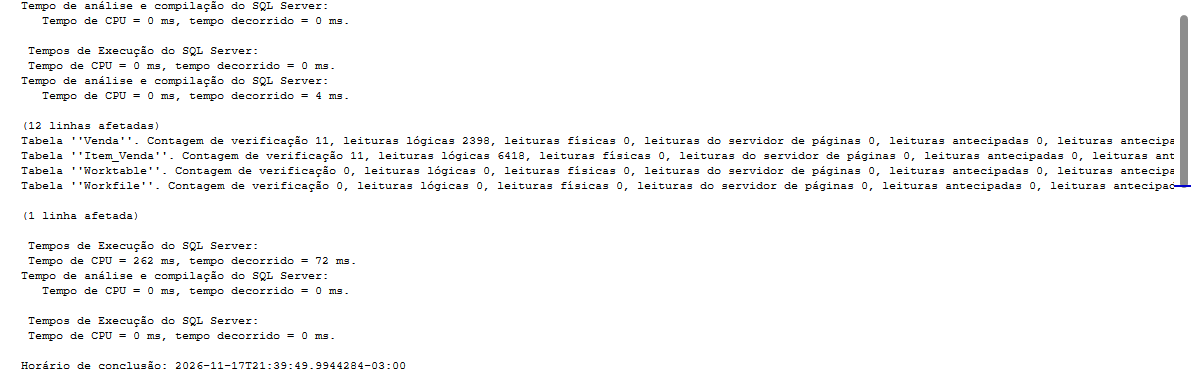 Tempo de análise e compilação do SQL Server:
Tempo de CPU = 0 ms, tempo decorrido = 0 ms.
Tempos de Execução do SQL Server:
Tempo de CPU = 0 ms, tempo decorrido = 0 ms.
Tempo de análise e compilação do SQL Server:
Tempo de CPU = 0 ms, tempo decorrido = 4 ms.
(12 linhas afetadas)
Tabela ''Venda''. Contagem de verificação 11, leituras lógicas 2398, leituras físicas 0, leituras do servidor de páginas 0, leituras antecipadas 0, leituras antecipa
Tabela ''Item_Venda''. Contagem de verificação 11, leituras lógicas 6418, leituras físicas 0, leituras do servidor de páginas 0, leituras antecipadas 0, leituras ant
Tabela ''Worktable''. Contagem de verificação 0, leituras lógicas 0, leituras físicas 0, leituras do servidor de páginas 0, leituras antecipadas 0, leituras antecipa
Tabela ''Workfile''. Contagem de verificação 0, leituras lógicas 0, leituras físicas 0, leituras do servidor de páginas 0, leituras antecipadas 0, leituras antecipad
(1 linha afetada)
Tempos de Execução do SQL Server:
Tempo de CPU = 262 ms, tempo decorrido = 72 ms.
Tempo de análise e compilação do SQL Server:
Tempo de CPU = 0 ms, tempo decorrido = 0 ms.
Tempos de Execução do SQL Server:
Tempo de CPU = 0 ms, tempo decorrido = 0 ms.
Horário de conclusão: 2026-11-17T21:39:49.9944284-03:00